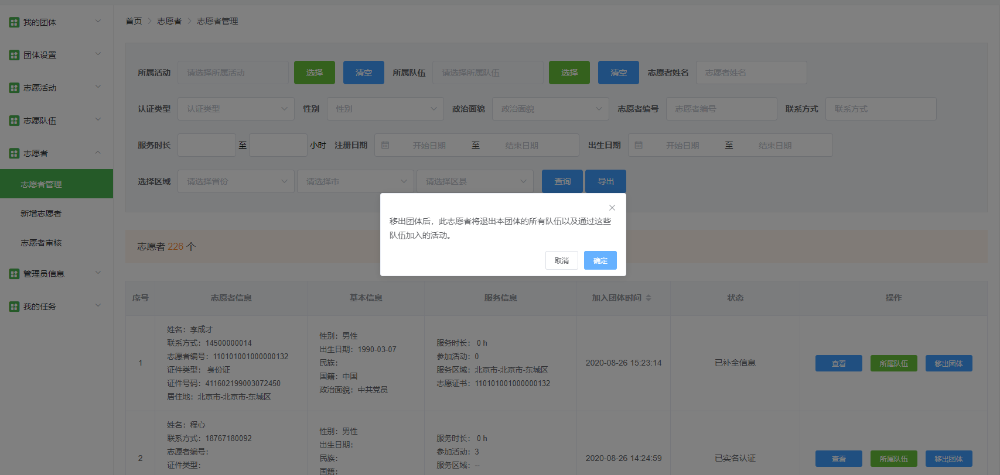 我的团体
团体设置
志愿活动
志愿队伍
志愿者
志愿者管理
新增志愿者
志愿者审核
管理员信息
我的任务
首页 > 志愿者 > 志愿者管理
所属活动 请选择所属活动 选择 清空 所属队伍 请选择所属队伍 选择 清空 志愿者姓名 志愿者姓名
认证类型 认证类型 性别 性别 政治面貌 政治面貌 志愿者编号 志愿者编号 联系方式 联系方式
服务时长 至 小时 注册日期 开始日期 至 结束日期 出生日期 开始日期 至 结束日期
选择区域 请选择省份 请选择市 请选择区县 查询 导出
移出团体后，此志愿者将退出本团体的所有队伍以及通过这些
队伍加入的活动。
取消 确定
志愿者 226 个
序号 志愿者信息 基本信息 服务信息 加入团体时间 状态 操作
1
姓名：李成才
联系方式：14500000014
志愿者编号：110101001000000132
证件类型：身份证
证件号码：411602199003072450
居住地：北京市-北京市-东城区
性别：男性
出生日期：1990-03-07
民族：
国籍：中国
政治面貌：中共党员
服务时长：0 h
参加活动：0
服务区域：北京市-北京市-东城区
志愿证书：110101001000000132
2020-08-26 15:23:14
已补全信息
查看 所属队伍 移出团体
2
姓名：程心
联系方式：18767180092
志愿者编号：
证件类型：
性别：男性
出生日期：
民族：
国籍：
服务时长：0 h
参加活动：3
服务区域：--
2020-08-26 14:24:59
已实名认证
查看 所属队伍 移出团体